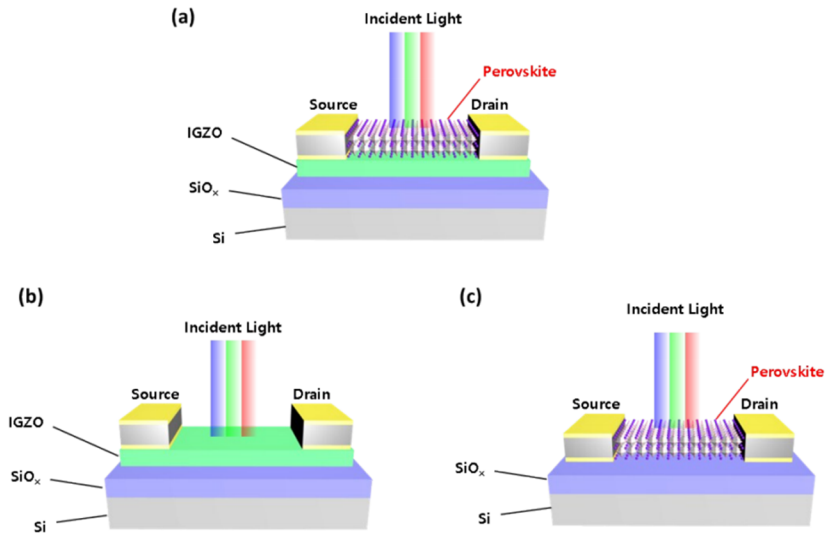 (a)
Incident Light
Perovskite
Source
Drain
IGZO
SiOₓ
Si
(b)
Incident Light
Source
Drain
IGZO
SiOₓ
Si
(c)
Incident Light
Perovskite
Source
Drain
SiOₓ
Si